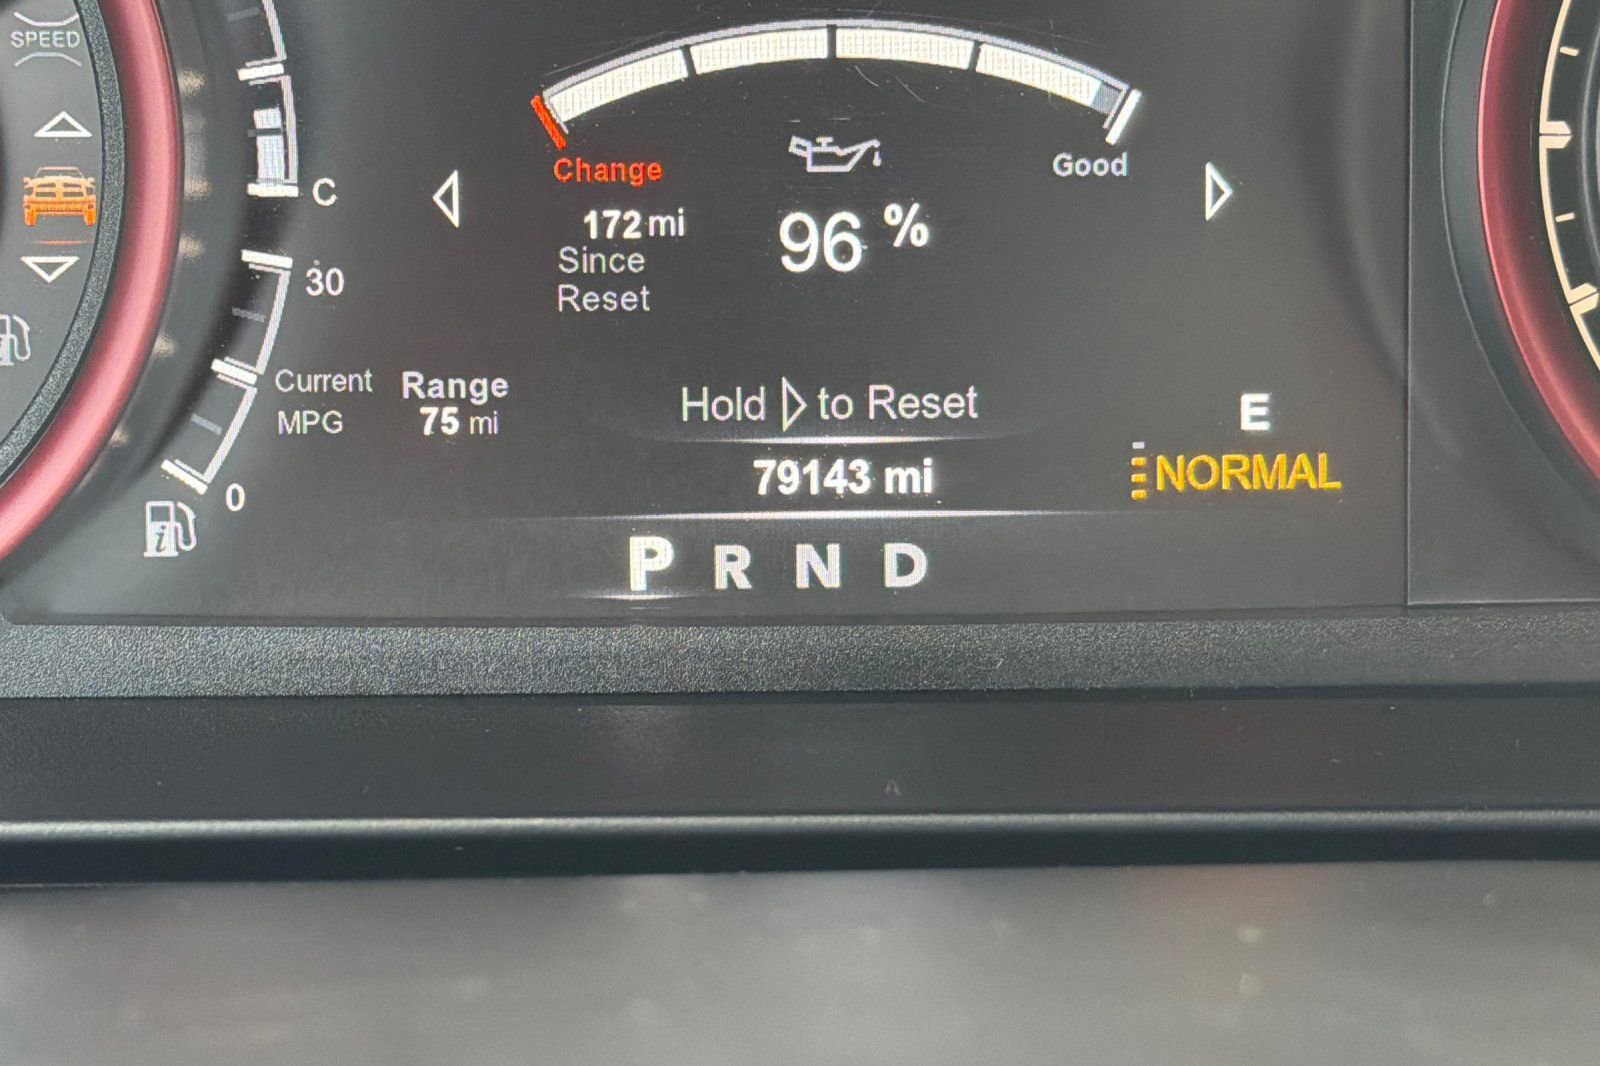 SPEED
Change
Good
C
172 mi
Since
Reset
96 %
30
Current
MPG
Range
75 mi
Hold ▷ to Reset
E
NORMAL
79143 mi
0
P R N D